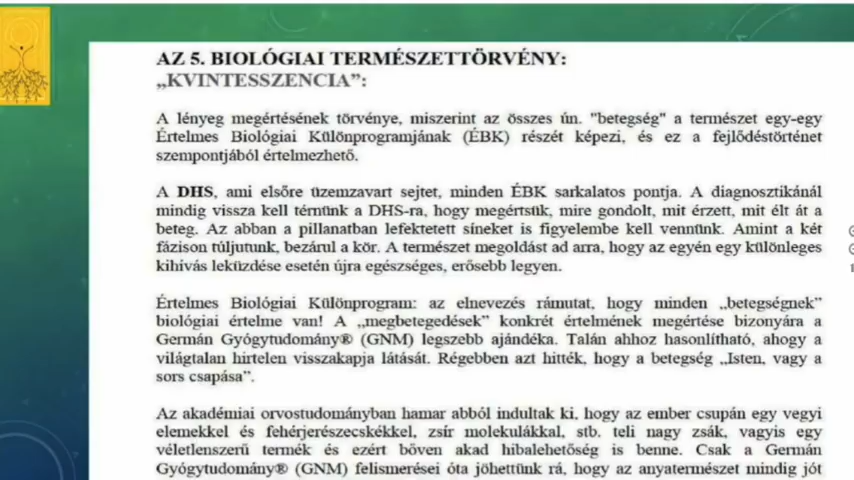 AZ 5. BIOLÓGIAI TERMÉSZETTÖRVÉNY:
„KVINTESSZENCIA”:
A lényeg megértésének törvénye, miszerint az összes ún. "betegség" a természet egy-egy
Értelmes Biológiai Különprogramjának (ÉBK) részét képezi, és ez a fejlődéstörténet
szempontjából értelmezhető.
A DHS, ami elsőre üzemzavart sejtet, minden ÉBK sarkalatos pontja. A diagnosztikánál
mindig vissza kell térnünk a DHS-ra, hogy megértsük, mire gondolt, mit érzett, mit élt át a
beteg. Az abban a pillanatban lefektetett síneket is figyelembe kell vennünk. Amint a két
fázison túljutunk, bezárul a kör. A természet megoldást ad arra, hogy az egyén egy különleges
kihívás leküzdése esetén újra egészséges, erősebb legyen.
Értelmes Biológiai Különprogram: az elnevezés rámutat, hogy minden „betegségnek”
biológiai értelme van! A „megbetegedések” konkrét értelmének megértése bizonyára a
Germán Gyógytudomány® (GNM) legszebb ajándéka. Talán ahhoz hasonlítható, ahogy a
világtalan hirtelen visszakapja látását. Régebben azt hitték, hogy a betegség „Isten, vagy a
sors csapása”.
Az akadémiai orvostudományban hamar abból indultak ki, hogy az ember csupán egy vegyi
elemekkel és fehérjerészecskékkel, zsír molekulákkal, stb. teli nagy zsák, vagyis egy
véletlenszerű termék és ezért bőven akad hibalehetőség is benne. Csak a Germán
Gyógytudomány® (GNM) felismerései óta jöhettünk rá, hogy az anyatermészet mindig jót